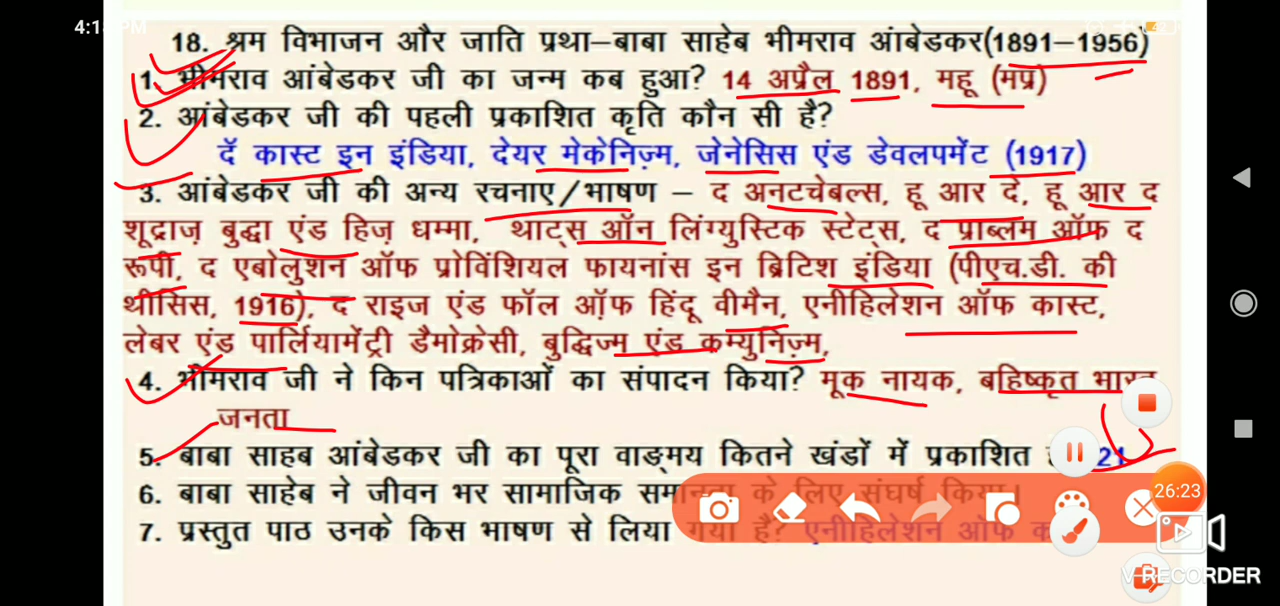 4:1 PM
18. श्रम विभाजन और जाति प्रथा–बाबा साहेब भीमराव आंबेडकर(1891–1956)
1. भीमराव आंबेडकर जी का जन्म कब हुआ? 14 अप्रैल 1891, महू (मप्र)
2. आंबेडकर जी की पहली प्रकाशित कृति कौन सी है?
दॅ कास्ट इन इंडिया, देयर मेकेनिज़्म, जेनेसिस एंड डेवलपमेंट (1917)
3. आंबेडकर जी की अन्य रचनाए/भाषण – द अनटचेबल्स, हू आर दे, हू आर द
शूद्राज़ बुद्धा एंड हिज़ धम्मा, थाट्स ऑन लिंग्युस्टिक स्टेट्स, द प्राब्लम ऑफ द
रूपी, द एबोलुशन ऑफ प्रोविंशियल फायनांस इन ब्रिटिश इंडिया (पीएच.डी. की
थीसिस, 1916), द राइज एंड फॉल ऑफ़ हिंदू वीमैन, एनीहिलेशन ऑफ कास्ट,
लेबर एंड पार्लियामेंट्री डैमोक्रेसी, बुद्धिज्म एंड कम्युनिज़्म,
4. भीमराव जी ने किन पत्रिकाओं का संपादन किया? मूक नायक, बहिष्कृत भारत
जनता
5. बाबा साहब आंबेडकर जी का पूरा वाङ्मय कितने खंडों में प्रकाशित 21
6. बाबा साहेब ने जीवन भर सामाजिक समानता के लिए संघर्ष किया।
7. प्रस्तुत पाठ उनके किस भाषण से लिया गया है? एनीहिलेशन ऑफ
26:23
V RECORDER